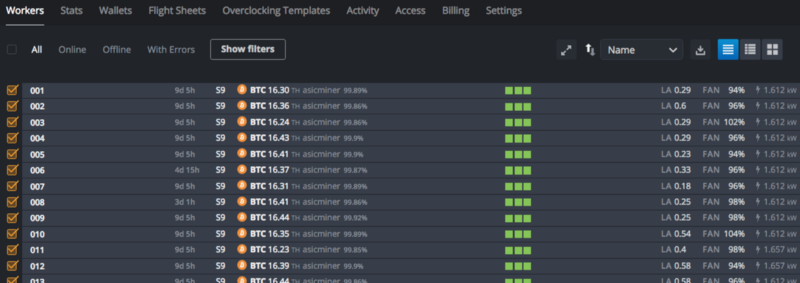 Workers Stats Wallets Flight Sheets Overclocking Templates Activity Access Billing Settings
All Online Offline With Errors Show filters Name
001 9d 5h S9 BTC 16.30 TH asicminer 99.89% LA 0.29 FAN 94% 1.612 kW
002 9d 5h S9 BTC 16.36 TH asicminer 99.86% LA 0.6 FAN 96% 1.612 kW
003 9d 5h S9 BTC 16.24 TH asicminer 99.86% LA 0.29 FAN 102% 1.612 kW
004 9d 5h S9 BTC 16.43 TH asicminer 99.9% LA 0.29 FAN 96% 1.612 kW
005 9d 5h S9 BTC 16.41 TH asicminer 99.9% LA 0.23 FAN 94% 1.612 kW
006 4d 15h S9 BTC 16.37 TH asicminer 99.87% LA 0.33 FAN 96% 1.612 kW
007 9d 5h S9 BTC 16.31 TH asicminer 99.89% LA 0.18 FAN 96% 1.612 kW
008 3d 1h S9 BTC 16.41 TH asicminer 99.86% LA 0.25 FAN 98% 1.612 kW
009 9d 5h S9 BTC 16.44 TH asicminer 99.92% LA 0.25 FAN 98% 1.612 kW
010 9d 5h S9 BTC 16.35 TH asicminer 99.89% LA 0.54 FAN 104% 1.612 kW
011 9d 5h S9 BTC 16.23 TH asicminer 99.85% LA 0.4 FAN 98% 1.657 kW
012 9d 5h S9 BTC 16.39 TH asicminer 99.9% LA 0.58 FAN 94% 1.657 kW
013 9d 5h S9 BTC 16.44 TH asicminer 99.96% LA 0.58 FAN 96% 1.612 kW